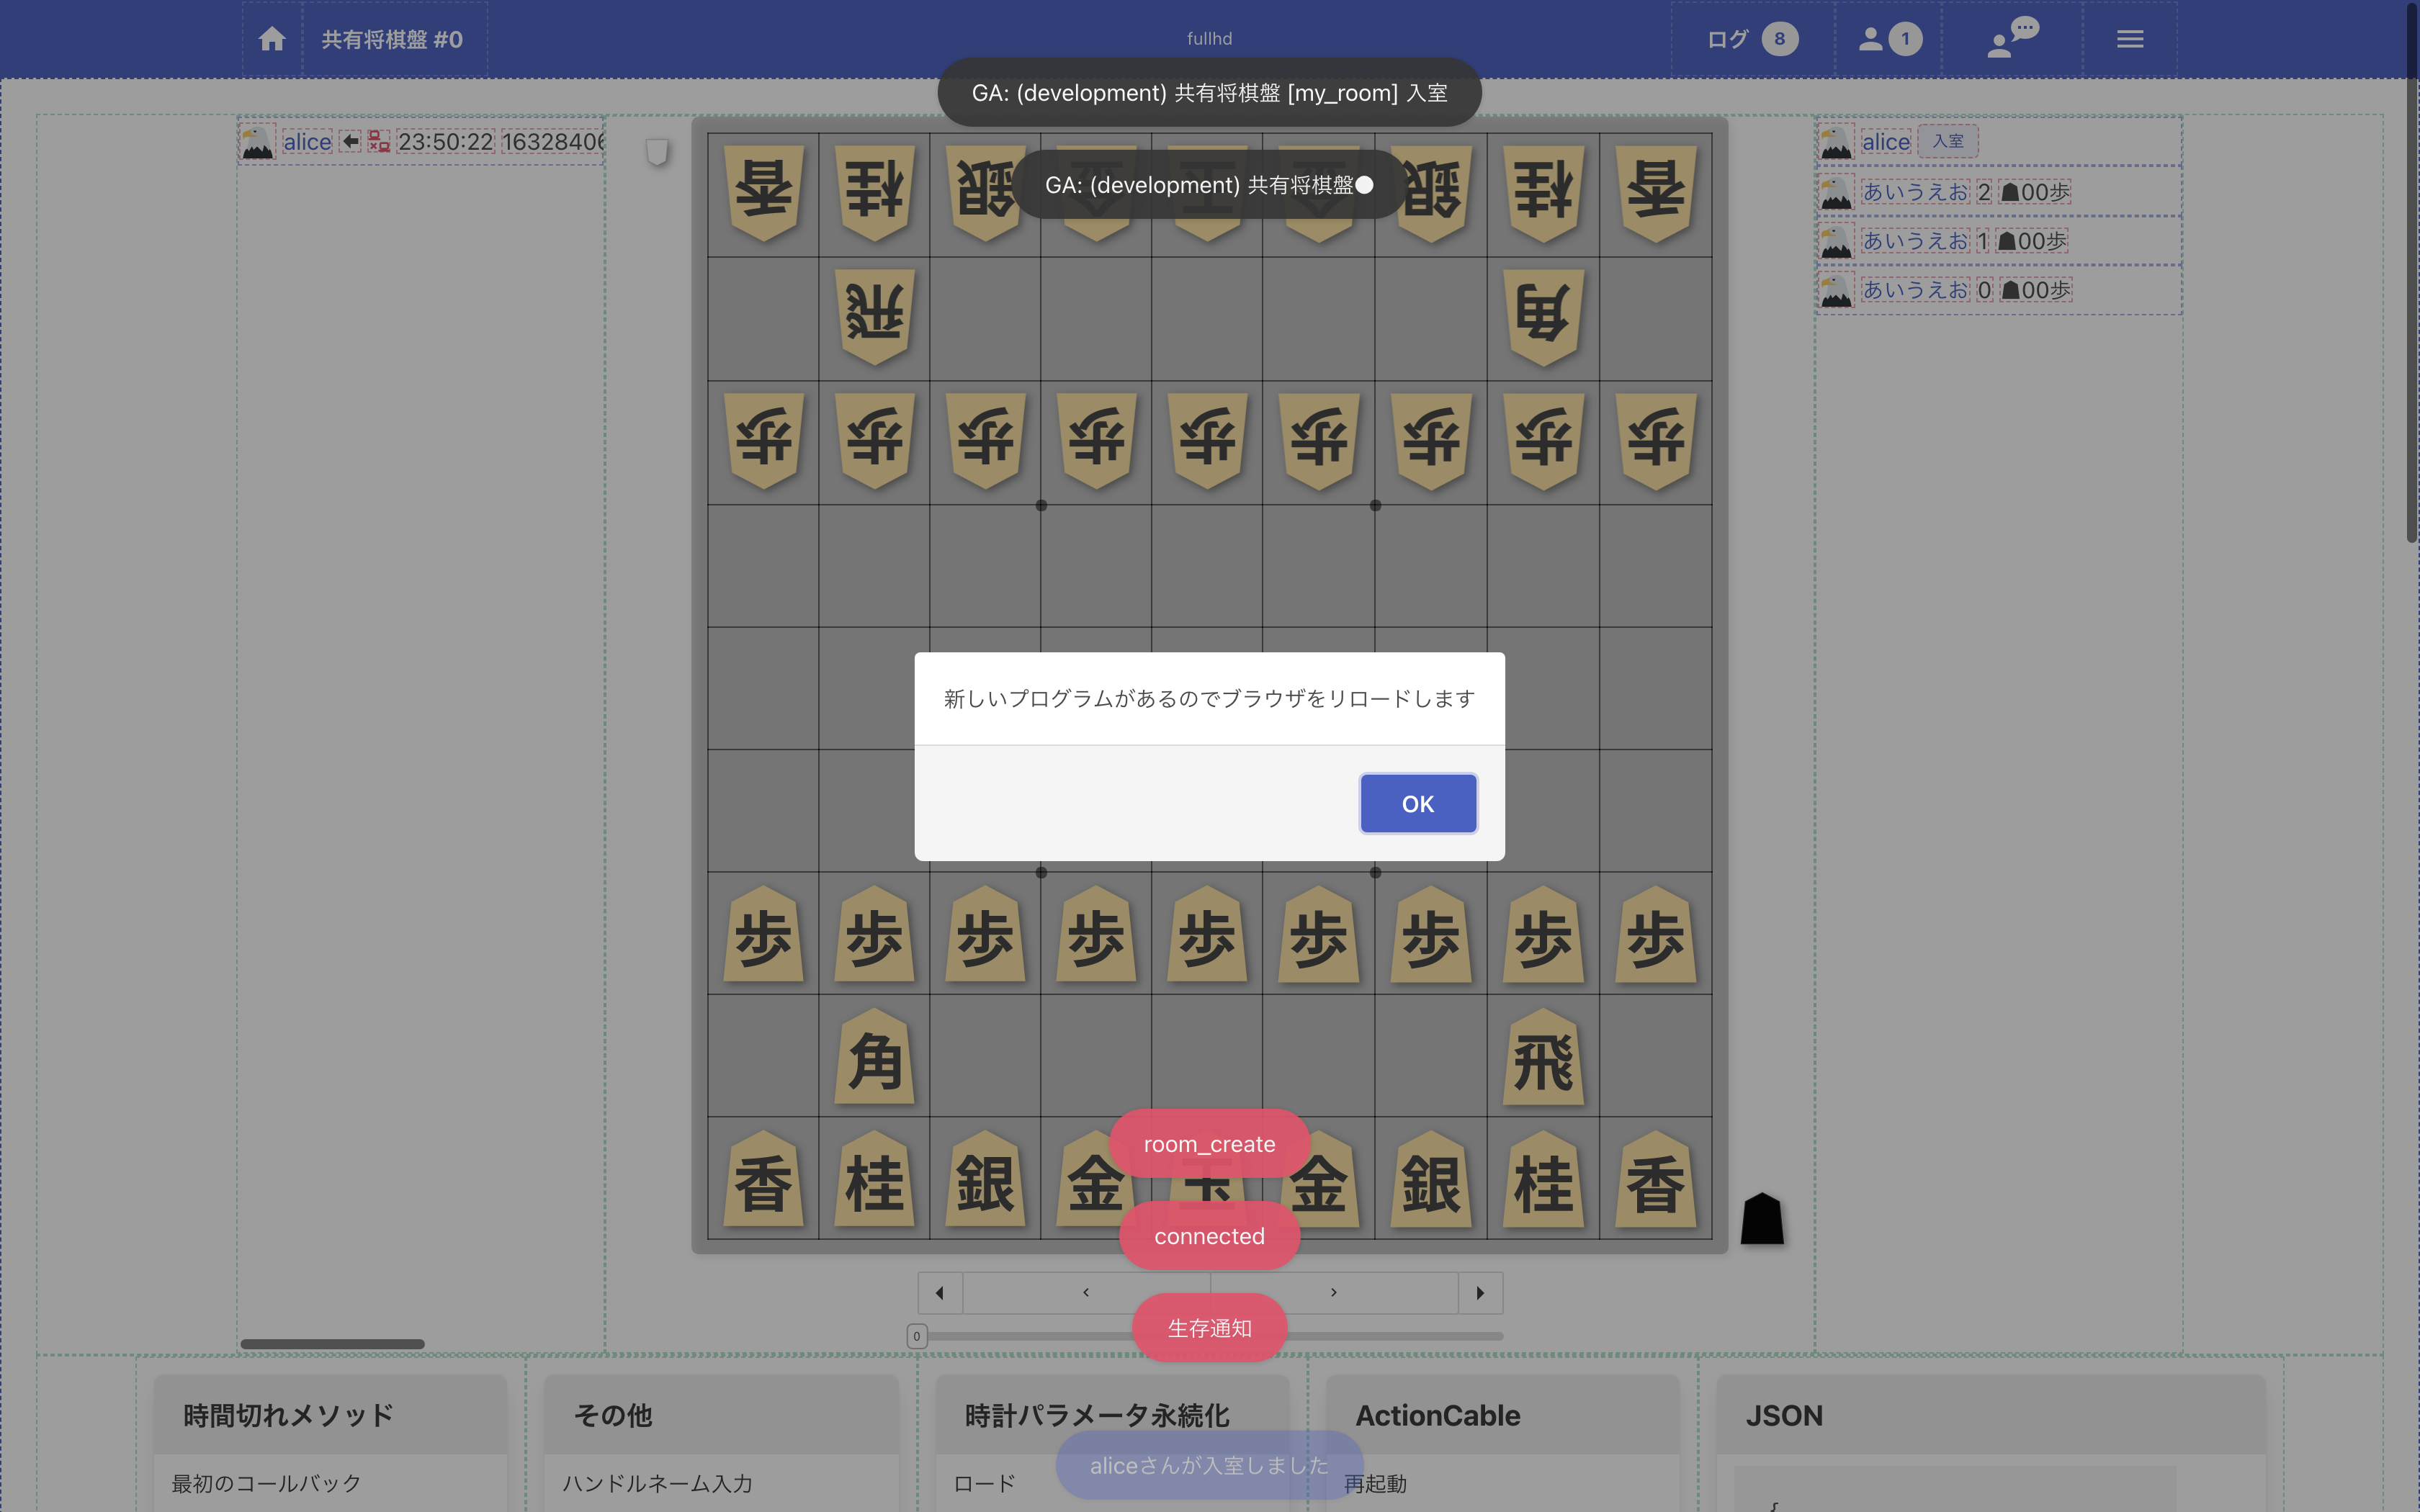 共有将棋盤 #0
fullhd
ログ 8
1
GA: (development) 共有将棋盤 [my_room] 入室
GA: (development) 共有将棋盤●
alice 23:50:22 16328406
alice 入室
あいうえお 2 ☗00歩
あいうえお 1 ☗00歩
あいうえお 0 ☗00歩
香 桂 銀 金 王 金 銀 桂 香
飛 角
歩 歩 歩 歩 歩 歩 歩 歩 歩
新しいプログラムがあるのでブラウザをリロードします
OK
歩 歩 歩 歩 歩 歩 歩 歩 歩
角 飛
room_create
香 桂 銀 金 玉 金 銀 桂 香
connected
生存通知
0
時間切れメソッド
その他
時計パラメータ永続化
ActionCable
JSON
aliceさんが入室しました
最初のコールバック
ハンドルネーム入力
ロード
再起動
{